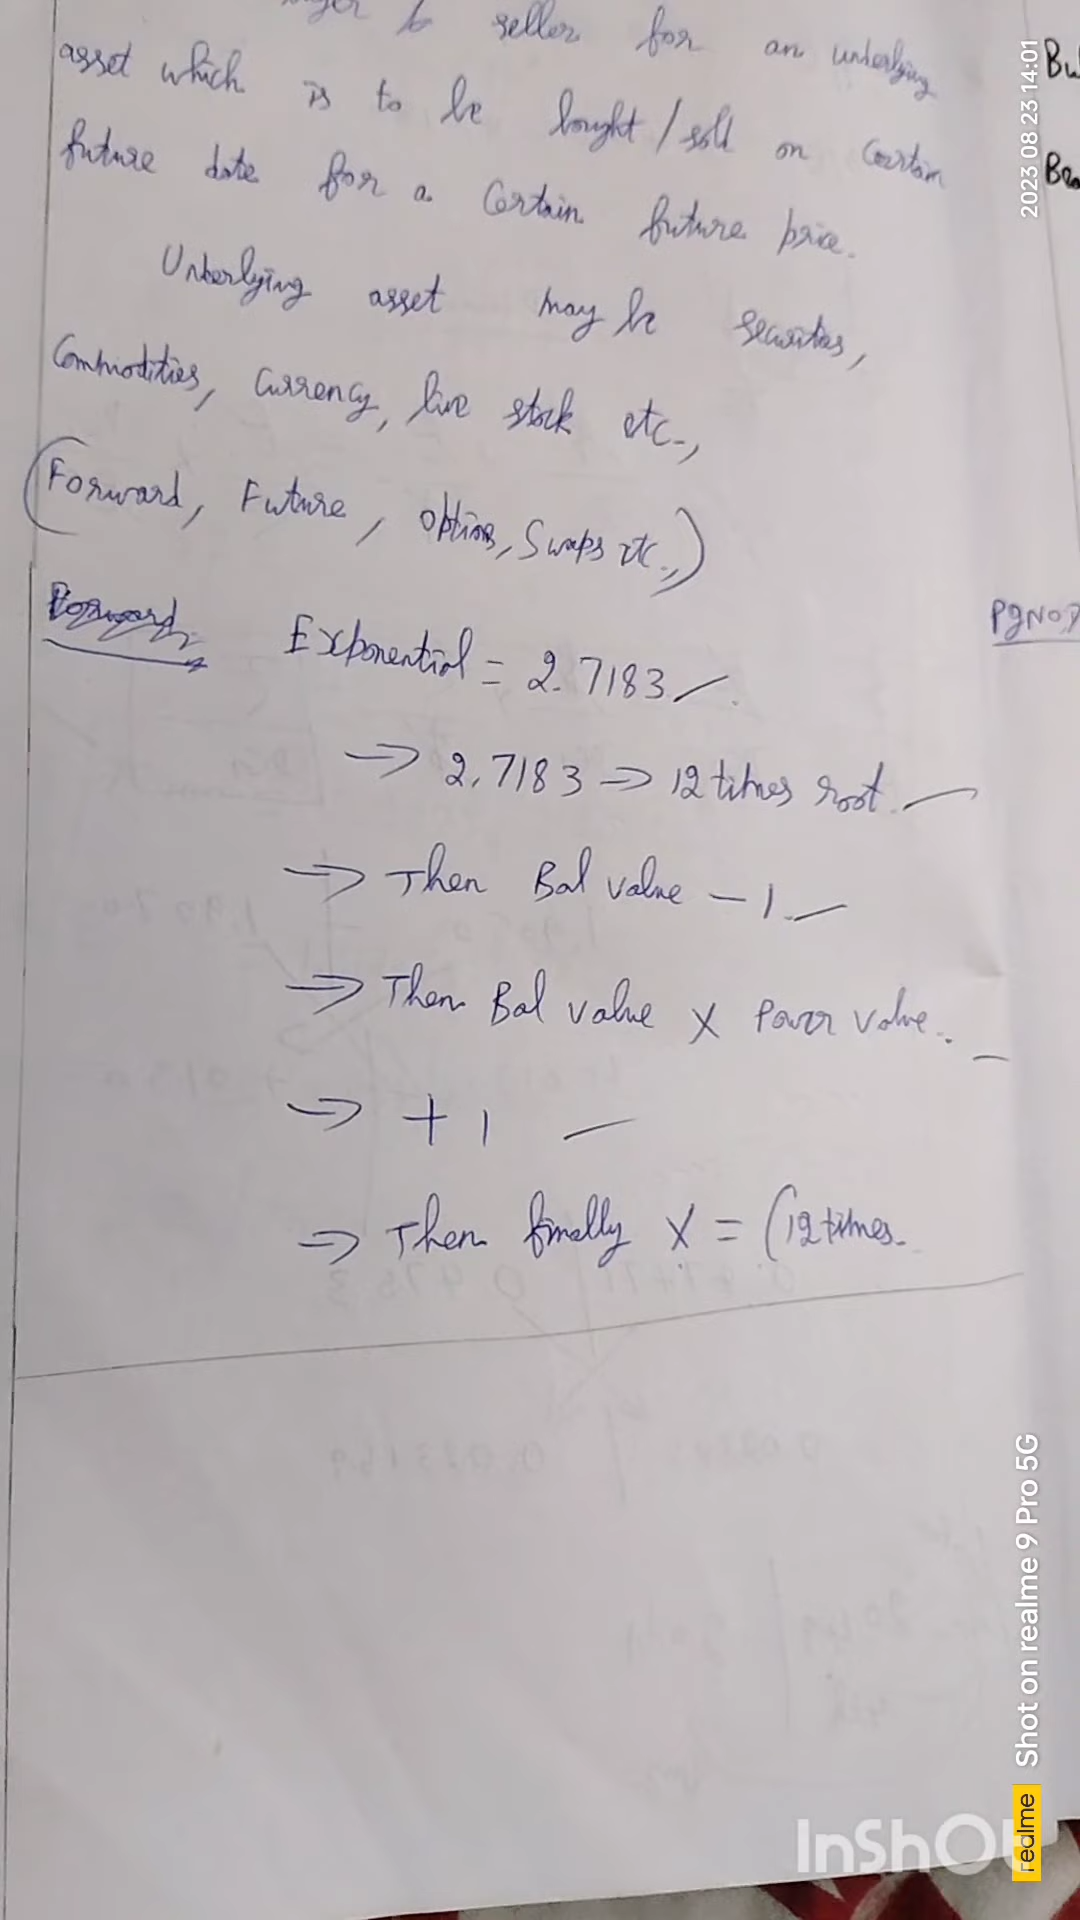 seller for an underlying
asset which is to be bought / sold on certain
future date for a Certain future price.
Underlying asset may be securities,
Commodities, Currency, live stock etc.,
(Forward, Future, options, Swaps etc.,)
Forward
Exponential = 2.7183
→ 2.7183 ⇒ 12 times root.
⇒ Then Bal value - 1.
⇒ Then Bal value X Power value.
⇒ + 1
⇒ Then finally X = (12 times.
PgNo7
2023 08 23 14:01
Shot on realme 9 Pro 5G
realme
InShO